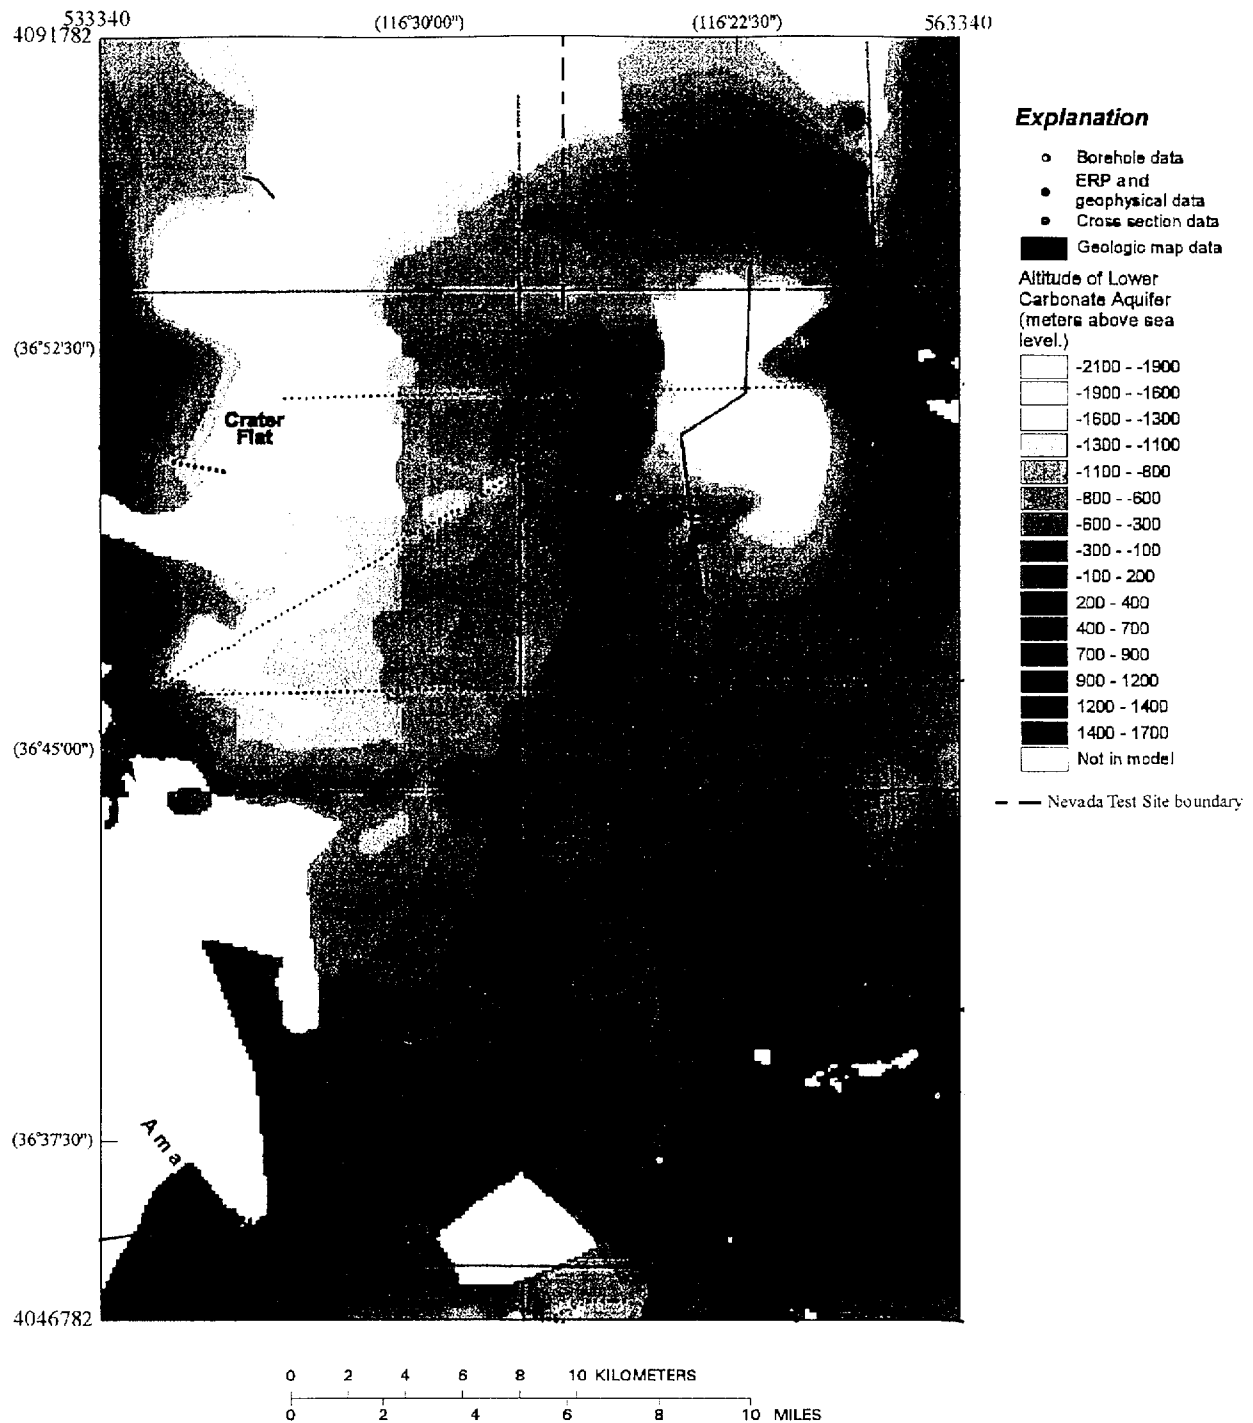 533340 (116°30'00") (116°22'30") 563340
4091782
Explanation
Borehole data
ERP and
geophysical data
Cross section data
Geologic map data
Altitude of Lower
Carbonate Aquifer
(meters above sea
level.)
-2100 - -1900
-1900 - -1600
-1600 - -1300
-1300 - -1100
-1100 - -800
-800 - -600
-600 - -300
-300 - -100
-100 - 200
200 - 400
400 - 700
700 - 900
900 - 1200
1200 - 1400
1400 - 1700
Not in model
Nevada Test Site boundary
(36°52'30")
Crater
Flat
(36°45'00")
(36°37'30")
Ama
4046782
0 2 4 6 8 10 KILOMETERS
0 2 4 6 8 10 MILES